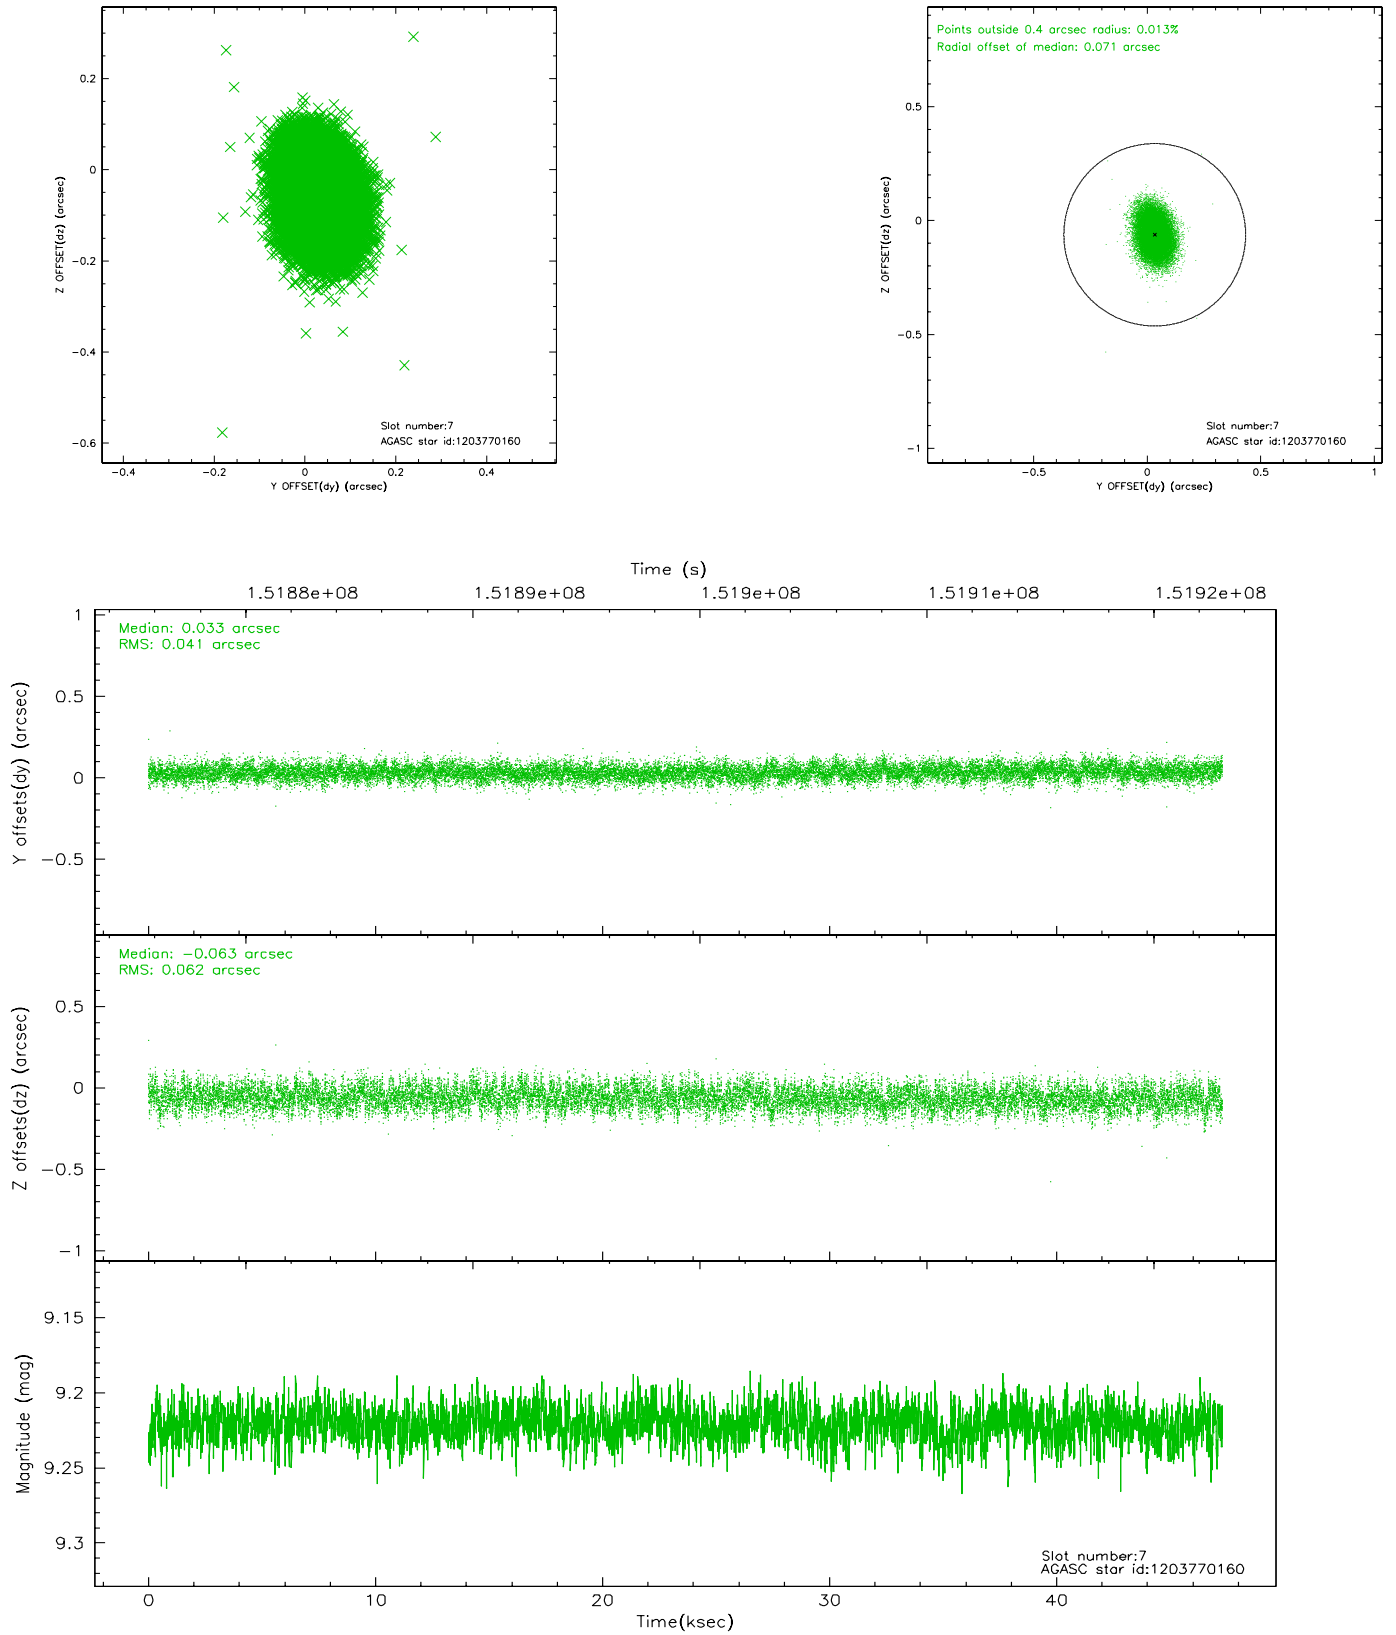 0.2
0
−0.2
−0.4
−0.6
Z OFFSET(dz) (arcsec)
Slot number:7
AGASC star id:1203770160
−0.4 −0.2 0 0.2 0.4
Y OFFSET(dy) (arcsec)
Points outside 0.4 arcsec radius: 0.013%
Radial offset of median: 0.071 arcsec
0.5
0
−0.5
−1
Z OFFSET(dz) (arcsec)
Slot number:7
AGASC star id:1203770160
−0.5 0 0.5 1
Y OFFSET(dy) (arcsec)
Time (s)
1.5188e+08 1.5189e+08 1.519e+08 1.5191e+08 1.5192e+08
Median: 0.033 arcsec
RMS: 0.041 arcsec
1
0.5
0
−0.5
Y offsets(dy) (arcsec)
Median: −0.063 arcsec
RMS: 0.062 arcsec
0.5
0
−0.5
−1
Z offsets(dz) (arcsec)
9.15
9.2
9.25
9.3
Magnitude (mag)
Slot number:7
AGASC star id:1203770160
0 10 20 30 40
Time(ksec)